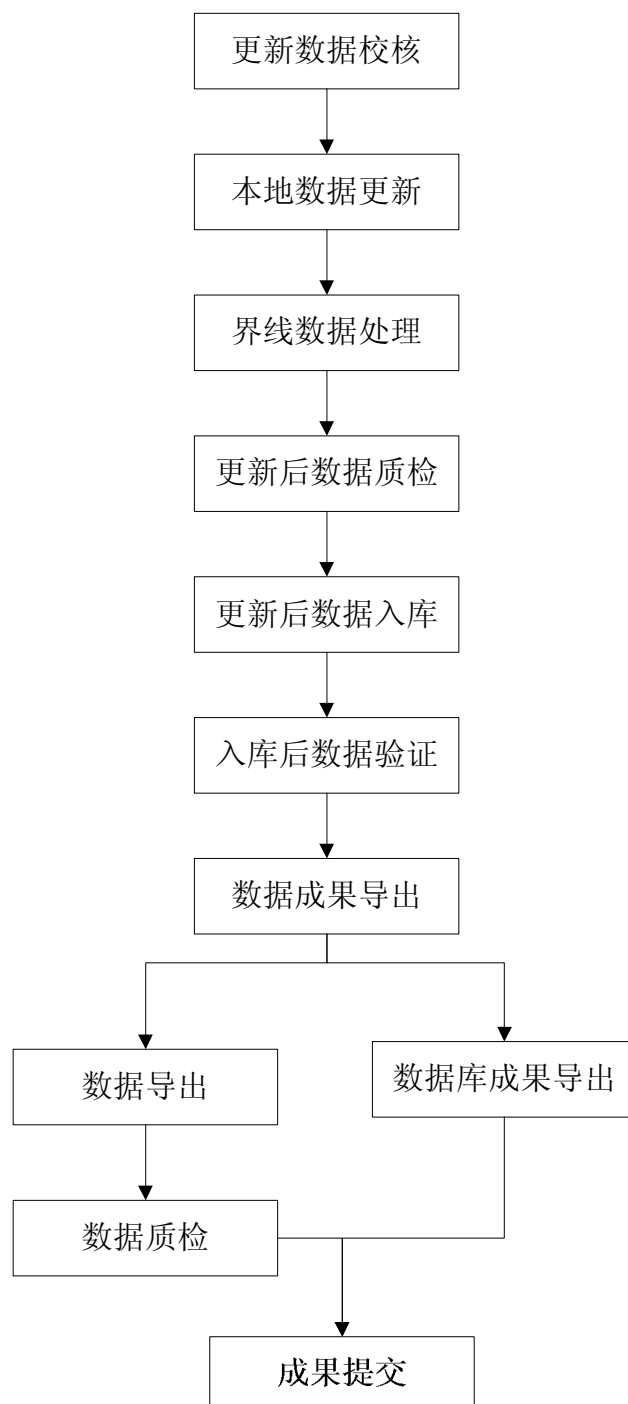 更新数据校核
本地数据更新
界线数据处理
更新后数据质检
更新后数据入库
入库后数据验证
数据成果导出
数据导出
数据库成果导出
数据质检
成果提交